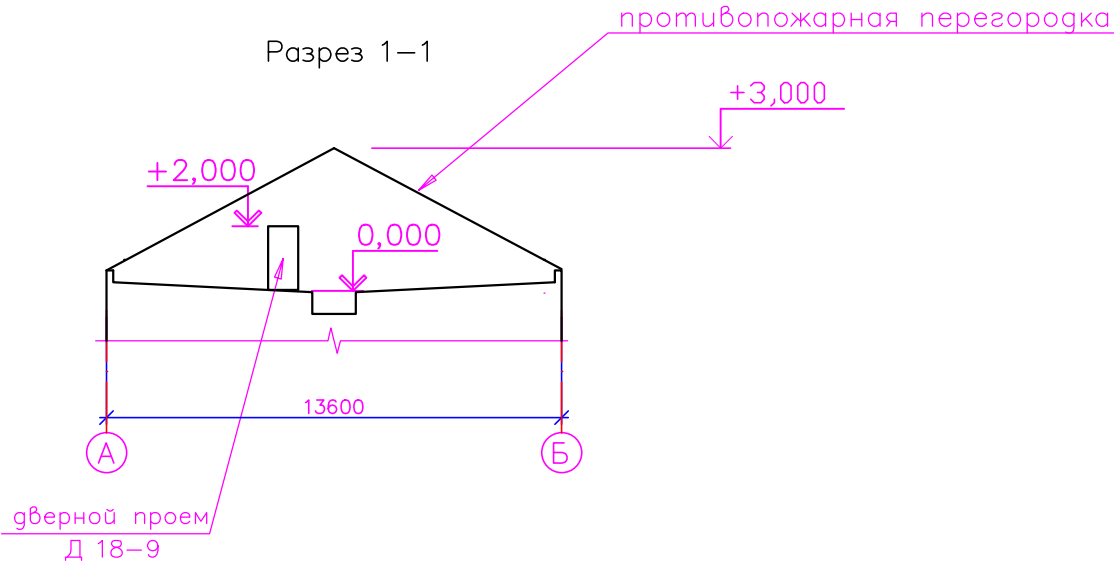 противопожарная перегородка
Разрез 1-1
+3,000
+2,000
0,000
13600
А
Б
дверной проем
Д 18-9